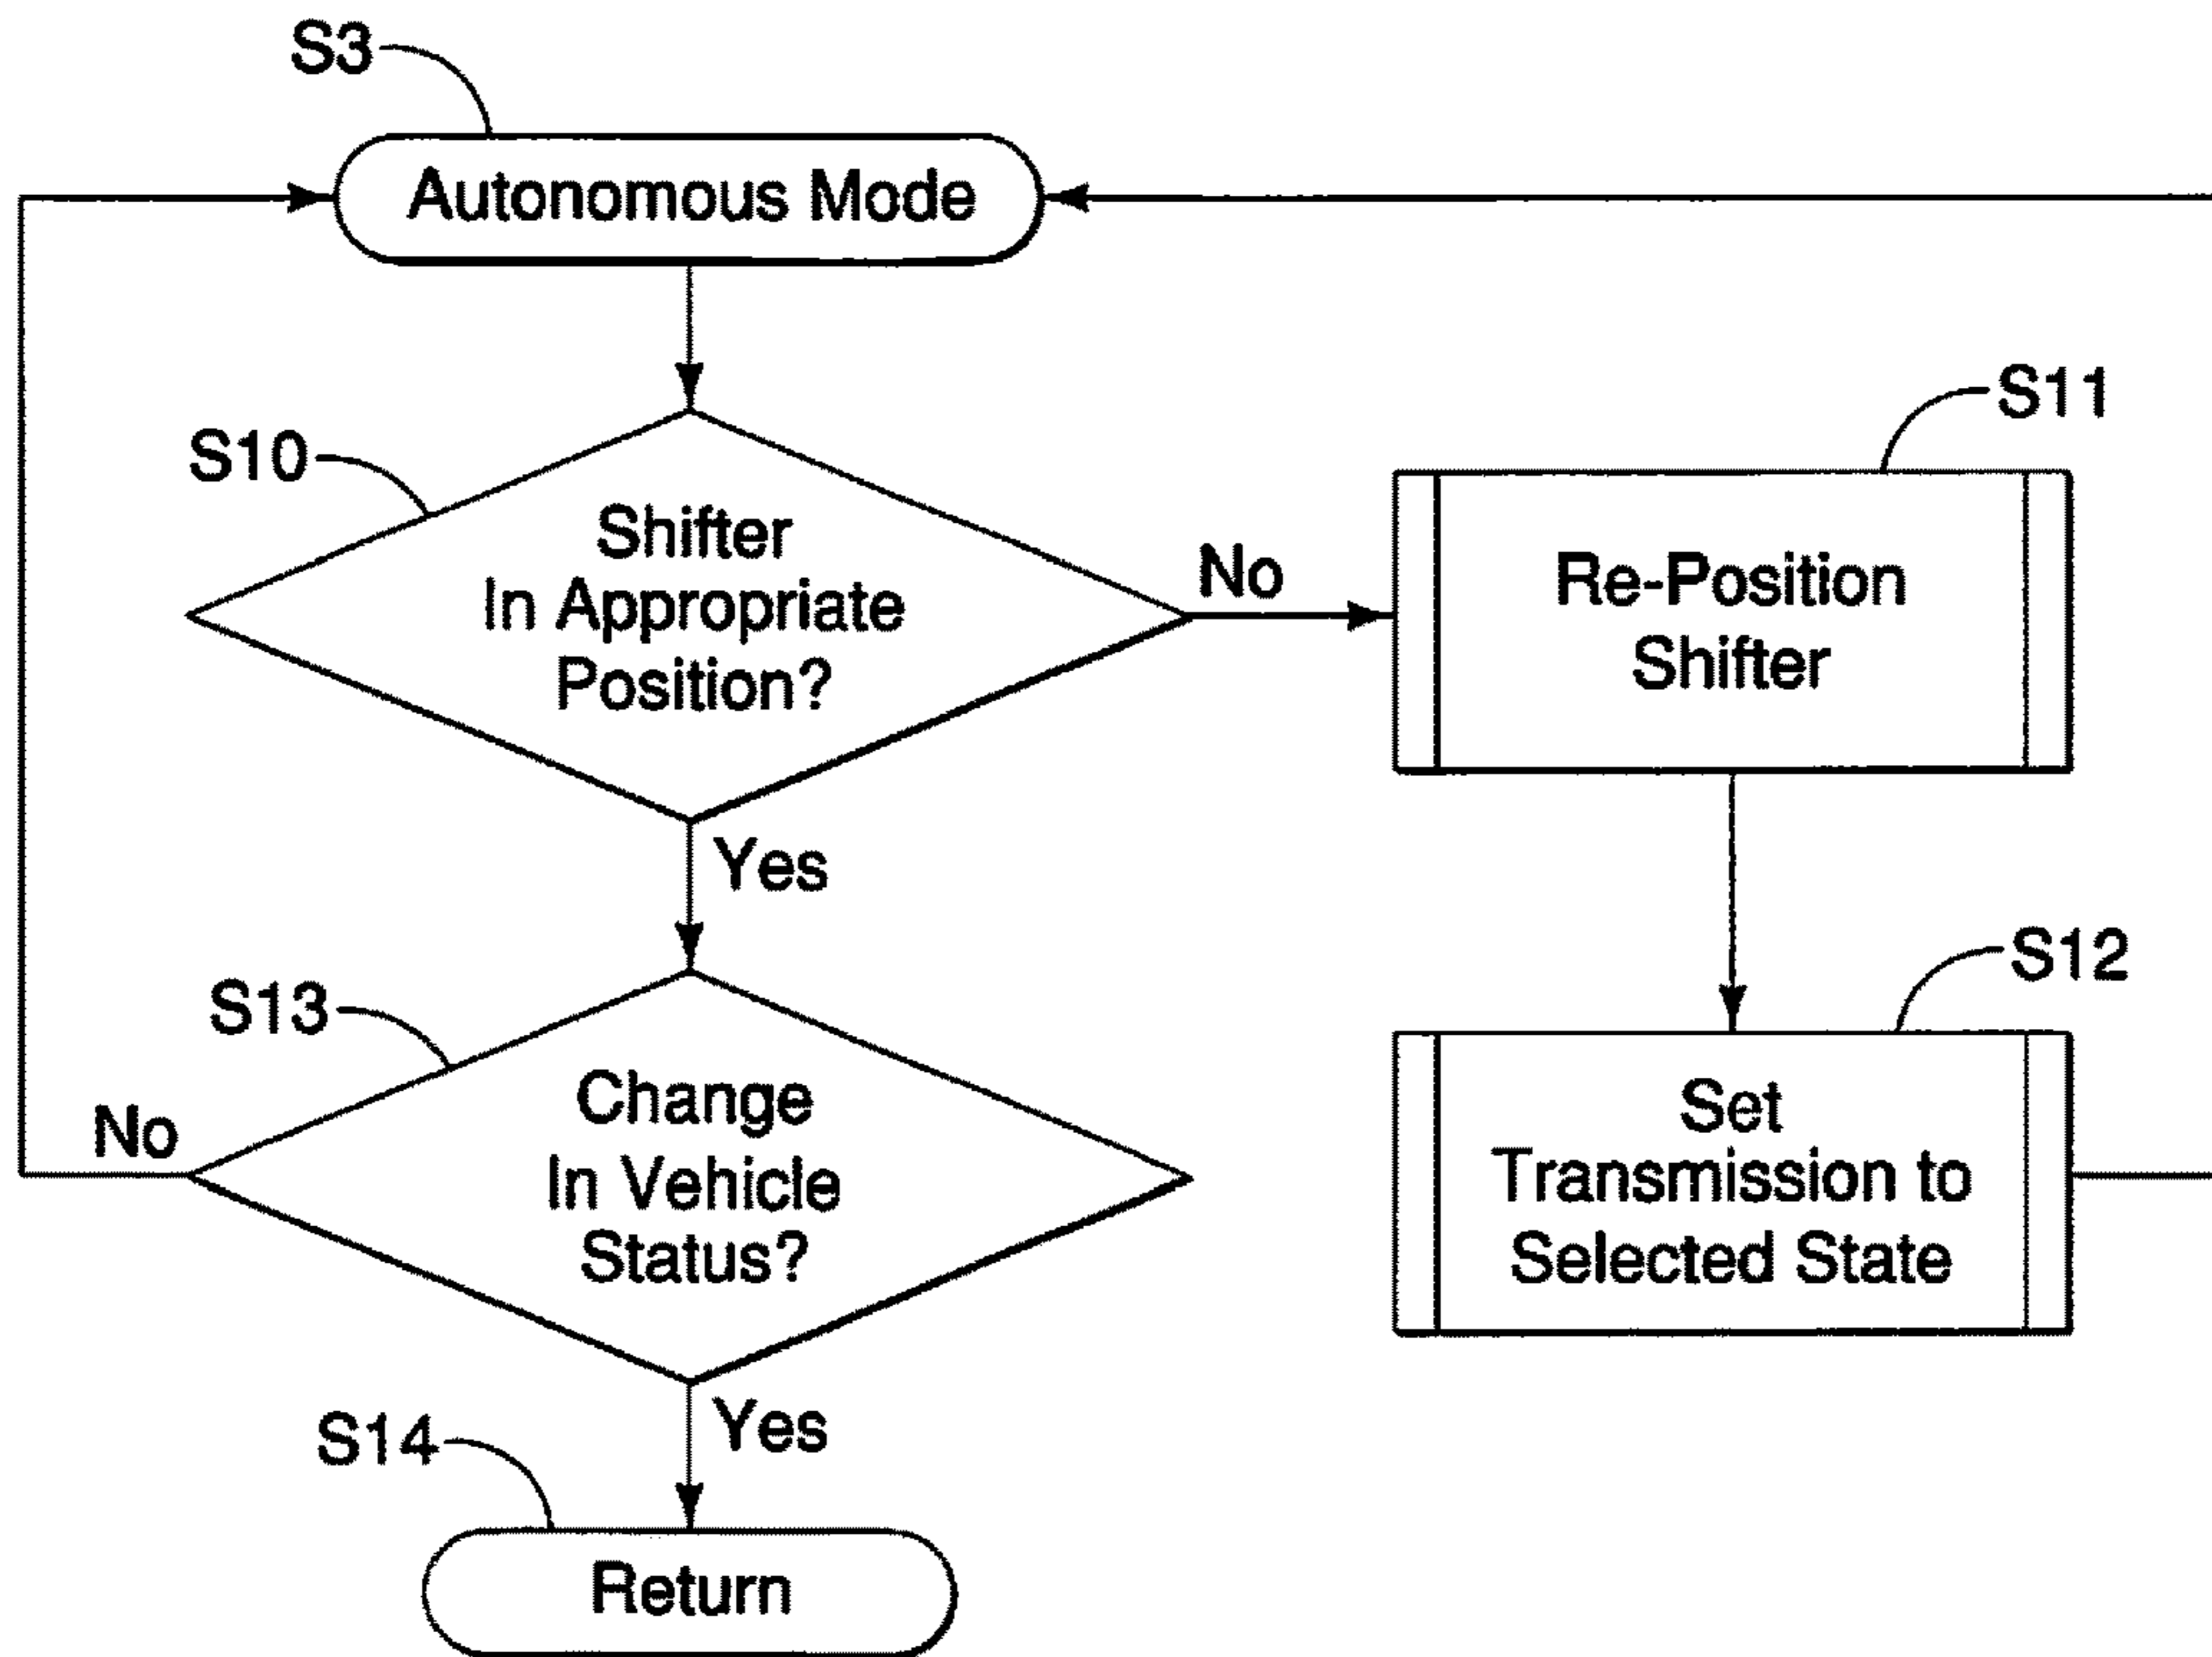 S3
Autonomous Mode
S10
Shifter
In Appropriate
Position?
No
S11
Re-Position
Shifter
Yes
S12
Set
Transmission to
Selected State
S13
Change
In Vehicle
Status?
No
Yes
S14
Return